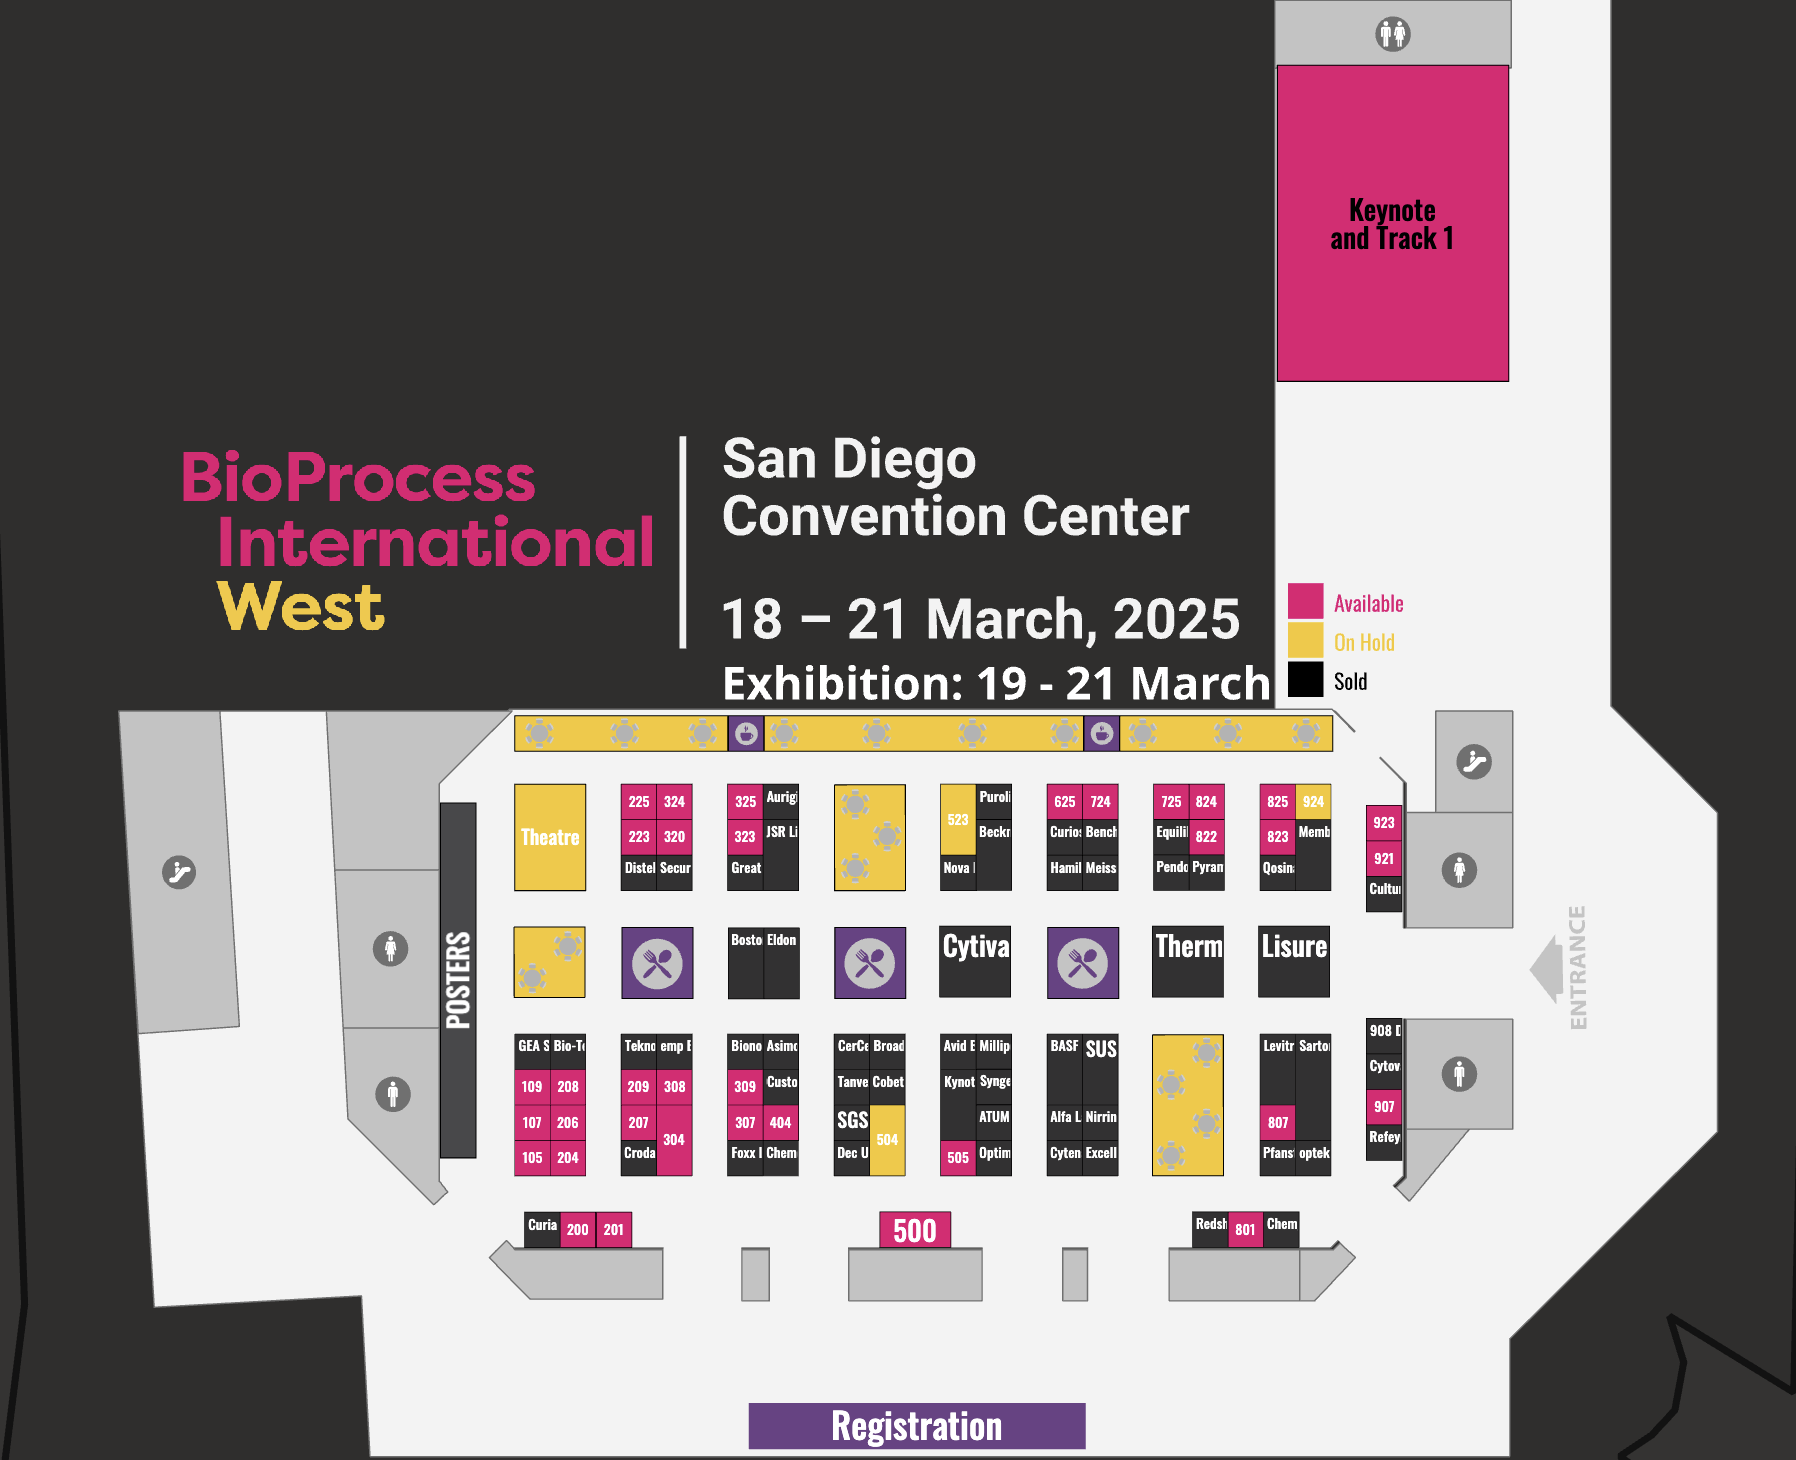 Keynote
and Track 1
BioProcess
International
West
San Diego
Convention Center
18 – 21 March, 2025
Exhibition: 19 - 21 March
Available
On Hold
Sold
Theatre
225 324
223 320
Distel Secur
325 Aurigi
323 JSR Li
Great
523 Puroli
Beckr
Nova
625 724
Curios Bench
Hamil Meiss
725 824
Equili 822
Pendo Pyram
825 924
823 Memb
Qosin
923
921
Cultur
POSTERS
Bosto Eldon
Cytiva
Therm
Lisure
ENTRANCE
GEA S Bio-Te
109 208
107 206
105 204
Tekno emp E
209 308
207 304
Croda
Biono Asimo
309 Custo
307 404
Foxx Chem
CerCe Broad
Tanve Cobet
SGS 504
Dec U
Avid E Millip
Kynot Synge
ATUM
505 Optim
BASF SUS
Alfa L Nirrin
Cyten Excell
Levitr Sarto
807
Pfans optek
908 D
Cytov
907
Refey
Curia 200 201
500
Redsh 801 Chem
Registration